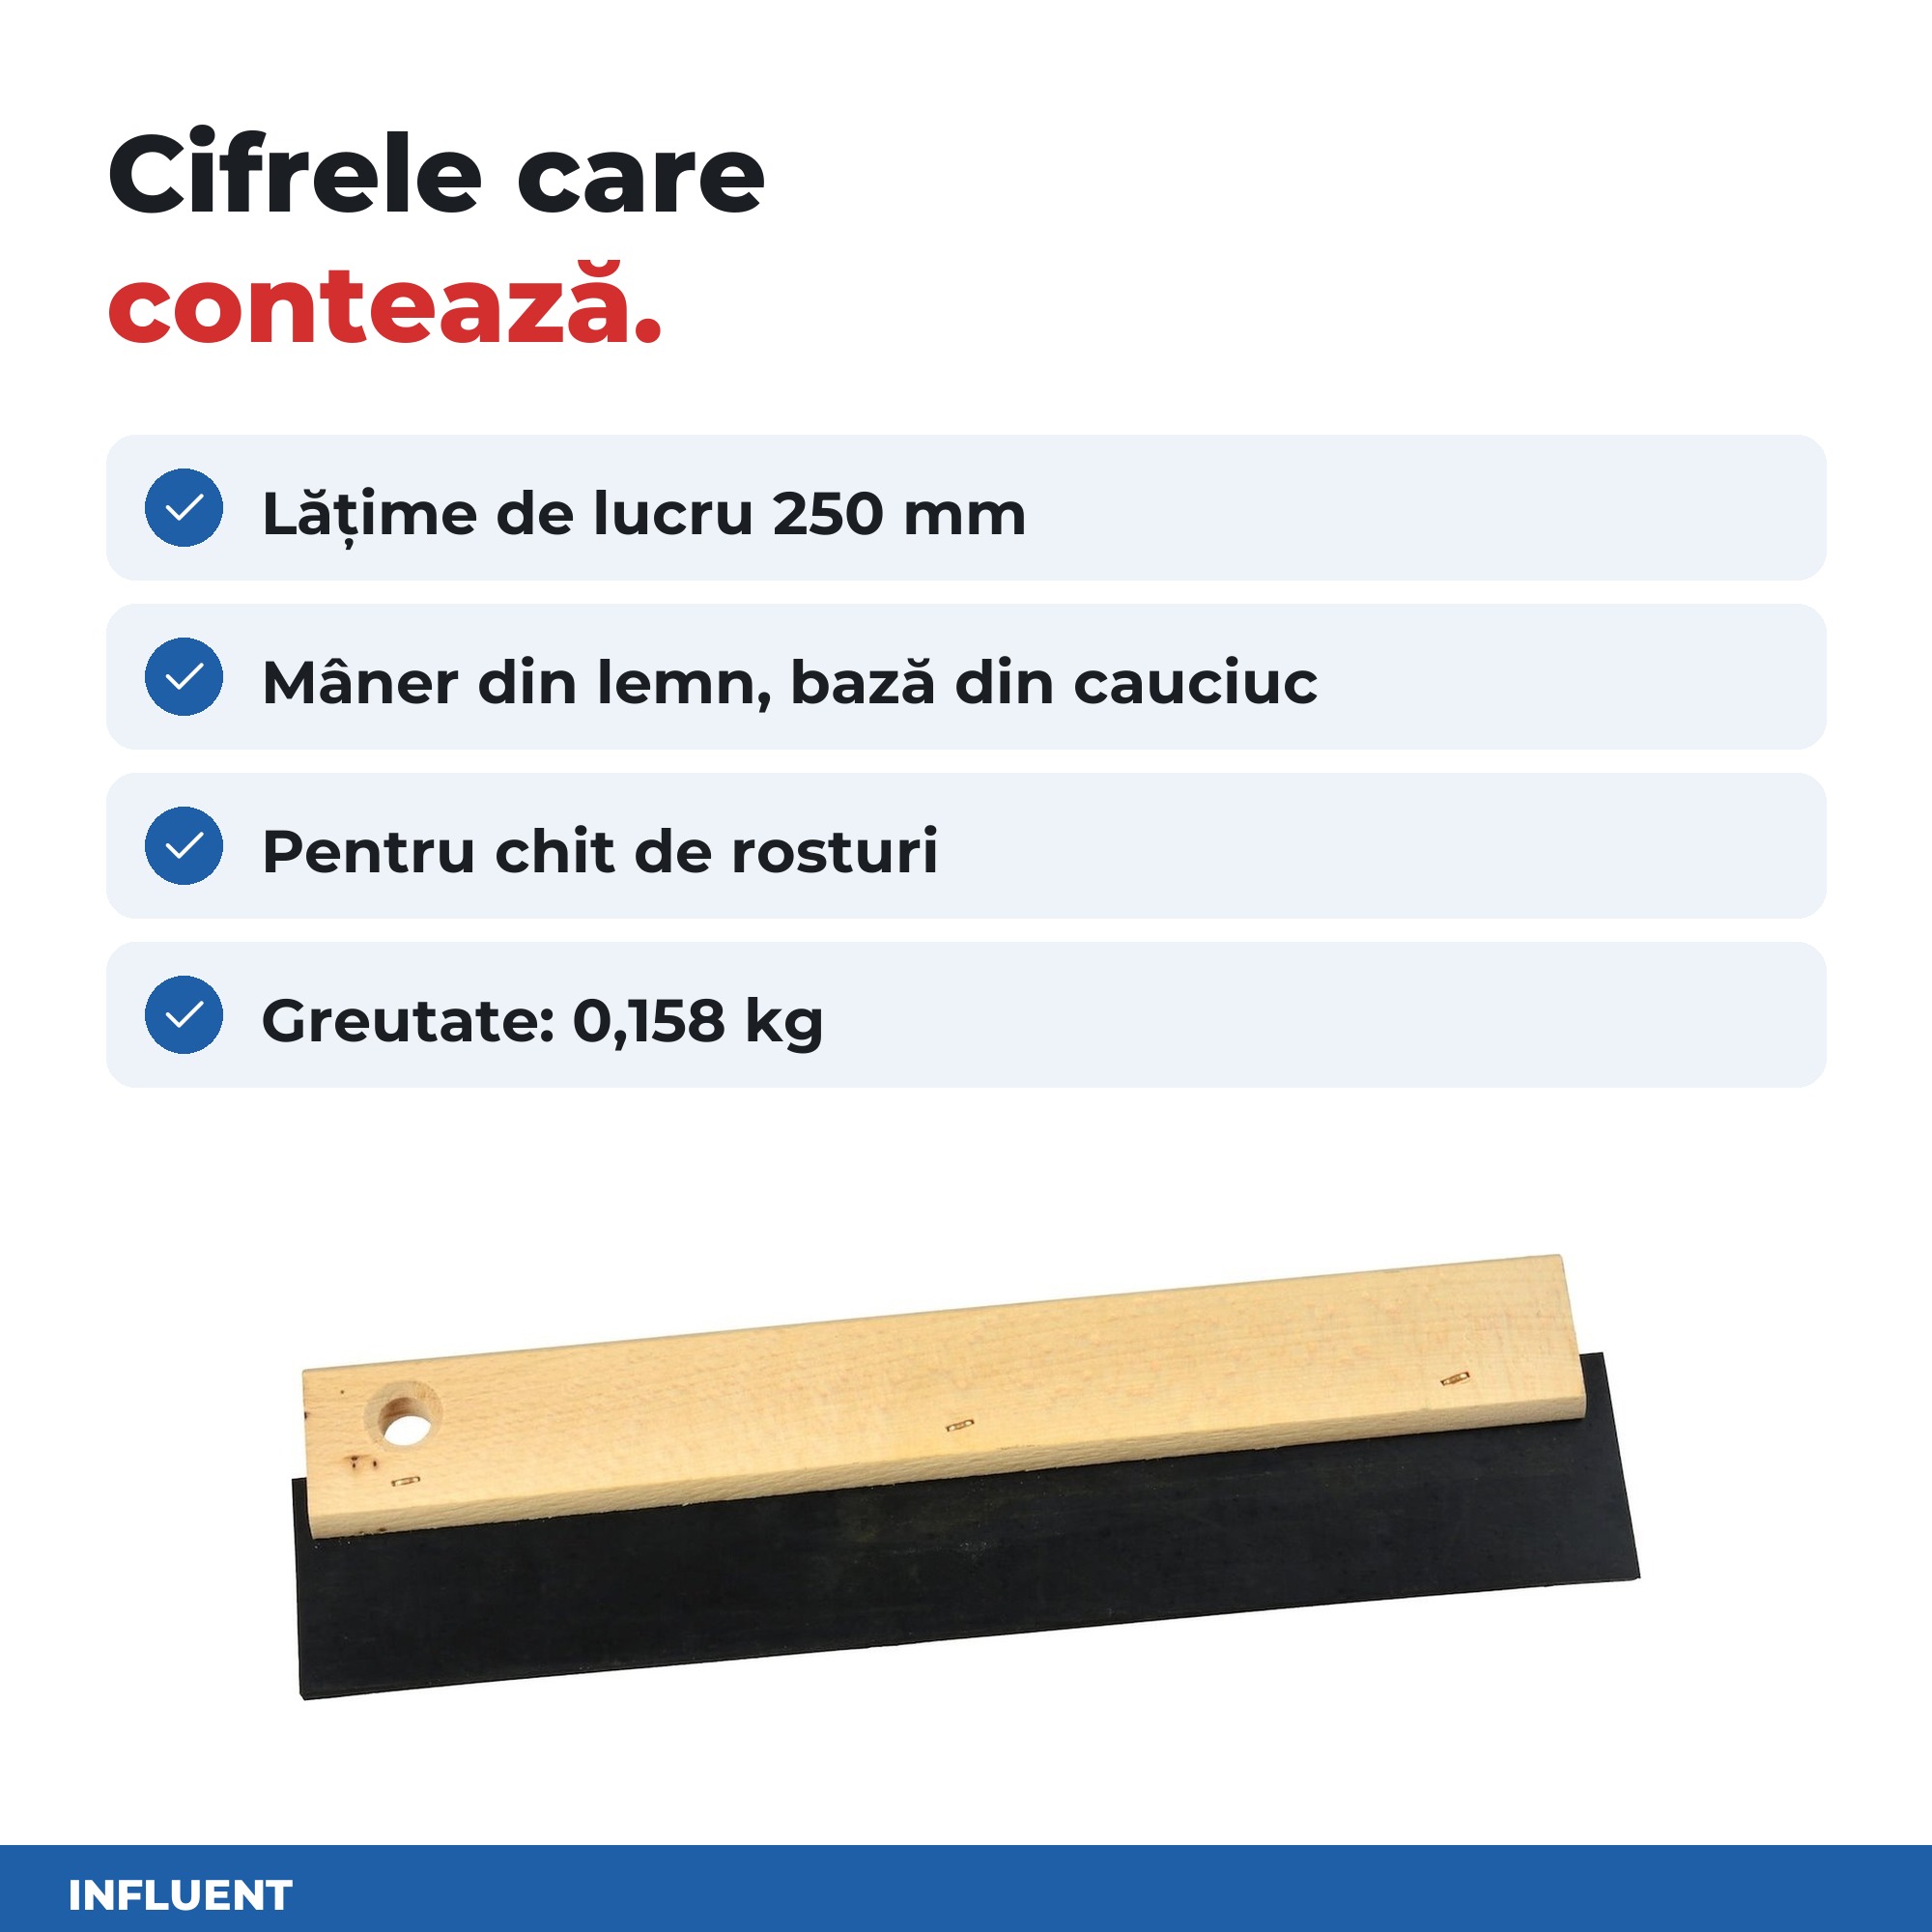 Cifrele care
contează.
Lățime de lucru 250 mm
Mâner din lemn, bază din cauciuc
Pentru chit de rosturi
Greutate: 0,158 kg
INFLUENT